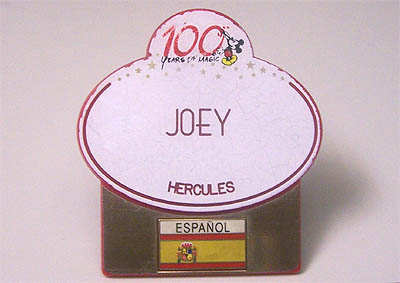 100
YEARS OF MAGIC
JOEY
HERCULES
ESPAÑOL